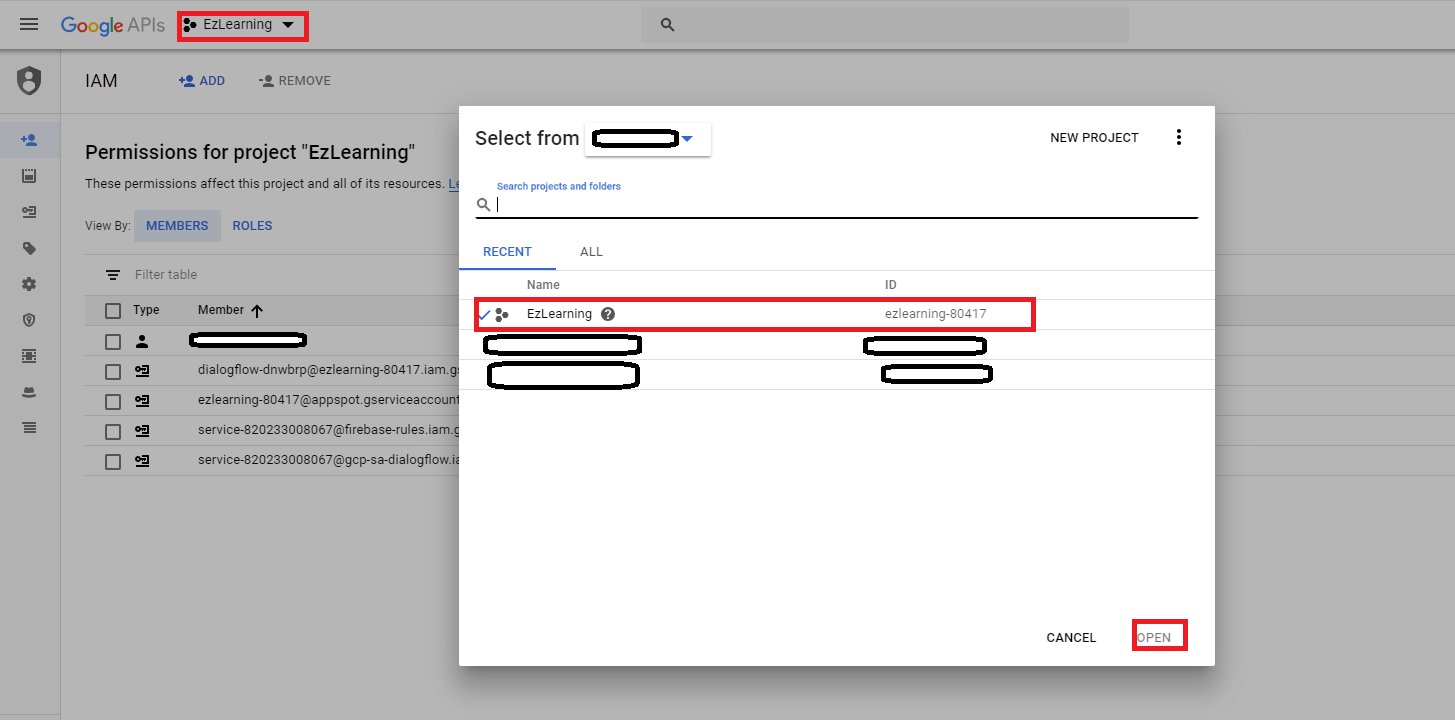 Google APIs EzLearning
IAM ADD REMOVE
Permissions for project "EzLearning"
These permissions affect this project and all of its resources. Le
View By: MEMBERS ROLES
Filter table
Type Member
dialogflow-dnwbrp@ezlearning-80417.iam.gs
ezlearning-80417@appspot.gserviceaccount
service-820233008067@firebase-rules.iam.g
service-820233008067@gcp-sa-dialogflow.ia
Select from NEW PROJECT
Search projects and folders
RECENT ALL
Name ID
EzLearning ezlearning-80417
CANCEL OPEN